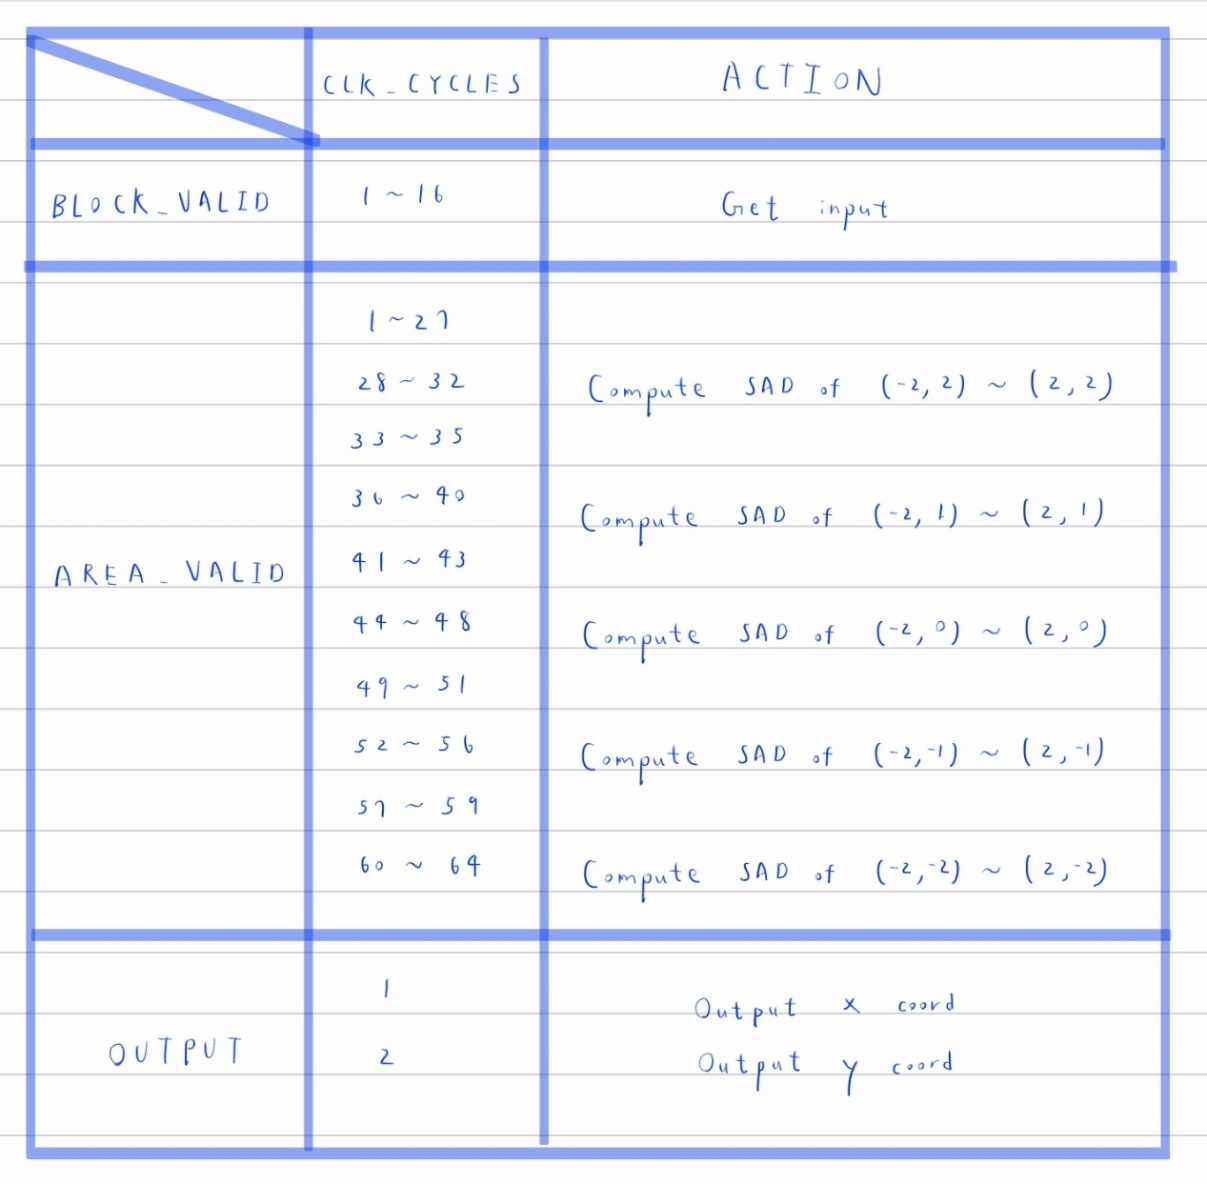 CLK_CYCLES ACTION
BLOCK_VALID 1 ~ 16 Get input
AREA_VALID
1 ~ 27
28 ~ 32 Compute SAD of (-2, 2) ~ (2, 2)
33 ~ 35
36 ~ 40 Compute SAD of (-2, 1) ~ (2, 1)
41 ~ 43
44 ~ 48 Compute SAD of (-2, 0) ~ (2, 0)
49 ~ 51
52 ~ 56 Compute SAD of (-2,-1) ~ (2,-1)
57 ~ 59
60 ~ 64 Compute SAD of (-2,-2) ~ (2,-2)
OUTPUT
1 Output x coord
2 Output y coord